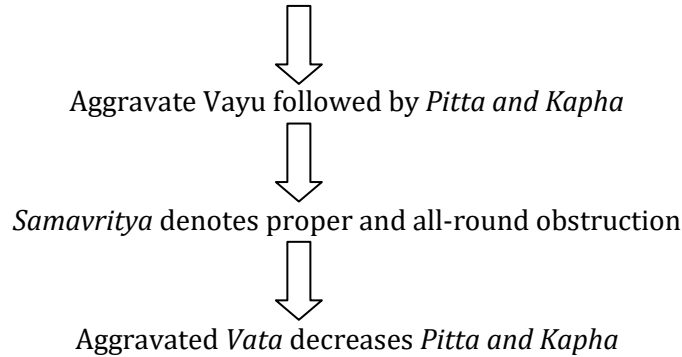 Aggravate Vayu followed by Pitta and Kapha
Samavritya denotes proper and all-round obstruction
Aggravated Vata decreases Pitta and Kapha